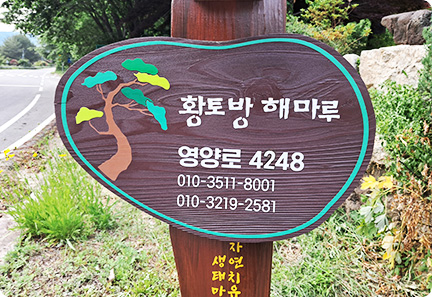 황토방 해마루
영양로 4248
010-3511-8001
010-3219-2581
자연치유
생태마